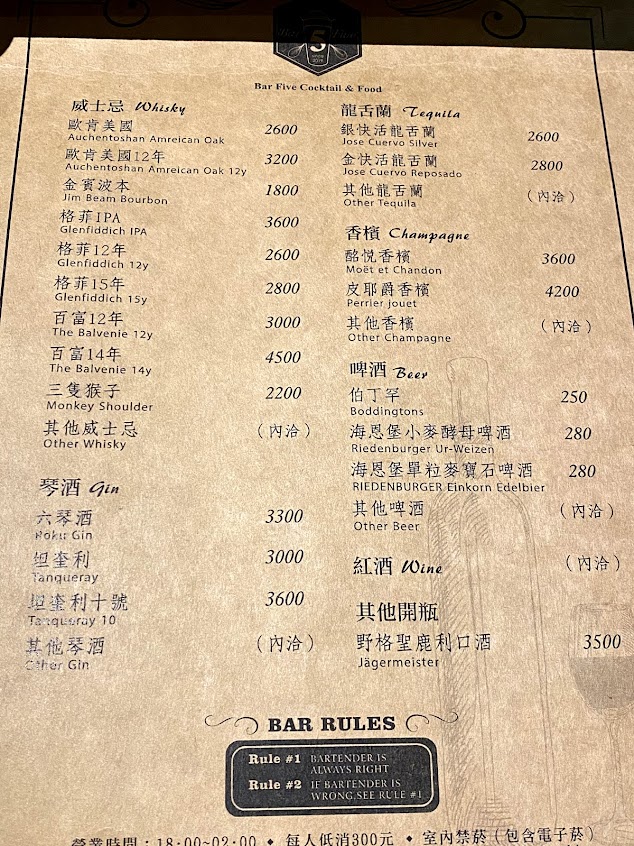 5
Bar Five Cocktail & Food
威士忌 Whisky
歐肯美國 2600
Auchentoshan Amreican Oak
歐肯美國12年 3200
Auchentoshan Amreican Oak 12y
金賓波本 1800
Jim Beam Bourbon
格菲IPA 3600
Glenfiddich IPA
格菲12年 2600
Glenfiddich 12y
格菲15年 2800
Glenfiddich 15y
百富12年 3000
The Balvenie 12y
百富14年 4500
The Balvenie 14y
三隻猴子 2200
Monkey Shoulder
其他威士忌 (內洽)
Other Whisky
琴酒 Gin
六琴酒 3300
Roku Gin
坦奎利 3000
Tanqueray
坦奎利十號 3600
Tanqueray 10
其他琴酒 (內洽)
Other Gin
龍舌蘭 Tequila
銀快活龍舌蘭 2600
Jose Cuervo Silver
金快活龍舌蘭 2800
Jose Cuervo Reposado
其他龍舌蘭 (內洽)
Other Tequila
香檳 Champagne
酩悅香檳 3600
Moët et Chandon
皮耶爵香檳 4200
Perrier jouet
其他香檳 (內洽)
Other Champagne
啤酒 Beer
伯丁罕 250
Boddingtons
海恩堡小麥酵母啤酒 280
Riedenburger Ur-Weizen
海恩堡單粒麥寶石啤酒 280
RIEDENBURGER Einkorn Edelbier
其他啤酒 (內洽)
Other Beer
紅酒 Wine (內洽)
其他開瓶
野格聖鹿利口酒 3500
Jägermeister
BAR RULES
Rule #1 BARTENDER IS
ALWAYS RIGHT
Rule #2 IF BARTENDER IS
WRONG,SEE RULE #1
營業時間：18:00~02:00 ◆ 每人低消300元 ◆ 室內禁菸（包含電子菸）